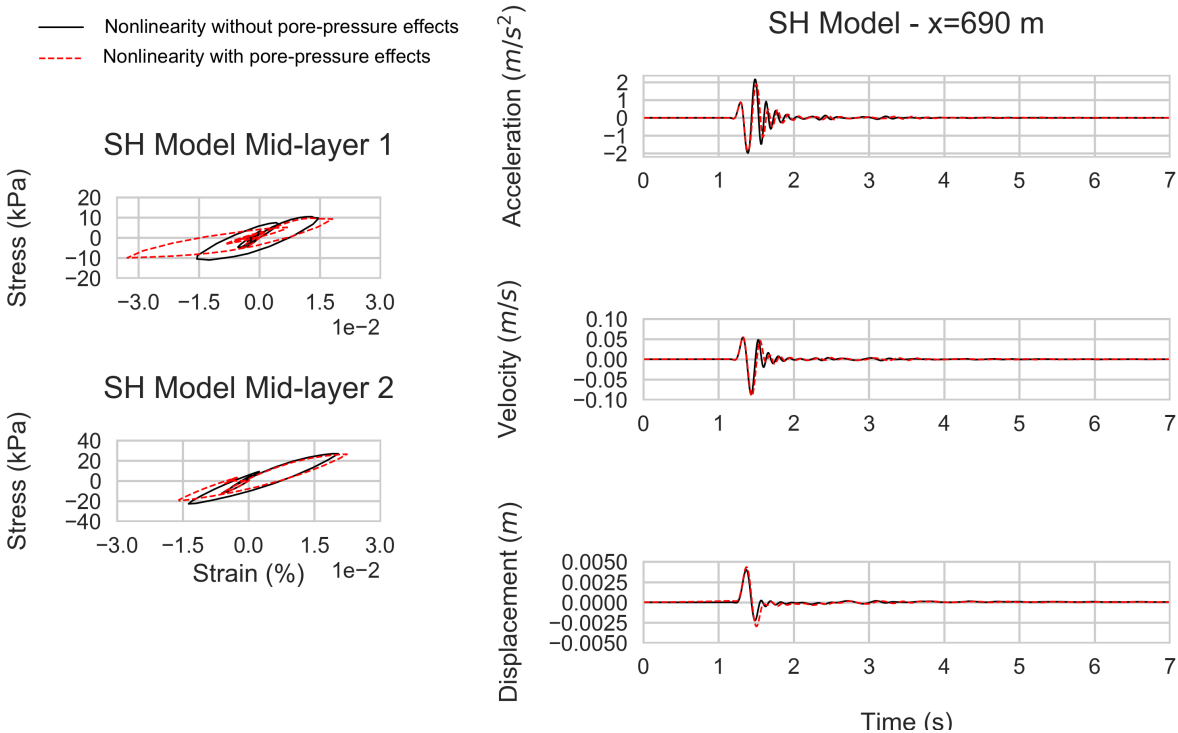 Nonlinearity without pore-pressure effects
Nonlinearity with pore-pressure effects
SH Model Mid-layer 1
Stress (kPa)
20
10
0
−10
−20
−3.0 −1.5 0.0 1.5 3.0
1e−2
SH Model Mid-layer 2
Stress (kPa)
40
20
0
−20
−40
−3.0 −1.5 0.0 1.5 3.0
Strain (%) 1e−2
SH Model - x=690 m
Acceleration (m/s²)
2
1
0
−1
−2
0 1 2 3 4 5 6 7
Velocity (m/s)
0.10
0.05
0.00
−0.05
−0.10
0 1 2 3 4 5 6 7
Displacement (m)
0.0050
0.0025
0.0000
−0.0025
−0.0050
0 1 2 3 4 5 6 7
Time (s)